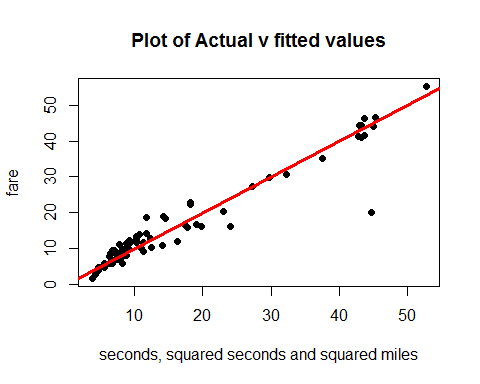 Plot of Actual v fitted values
fare
0 10 20 30 40 50
10 20 30 40 50
seconds, squared seconds and squared miles